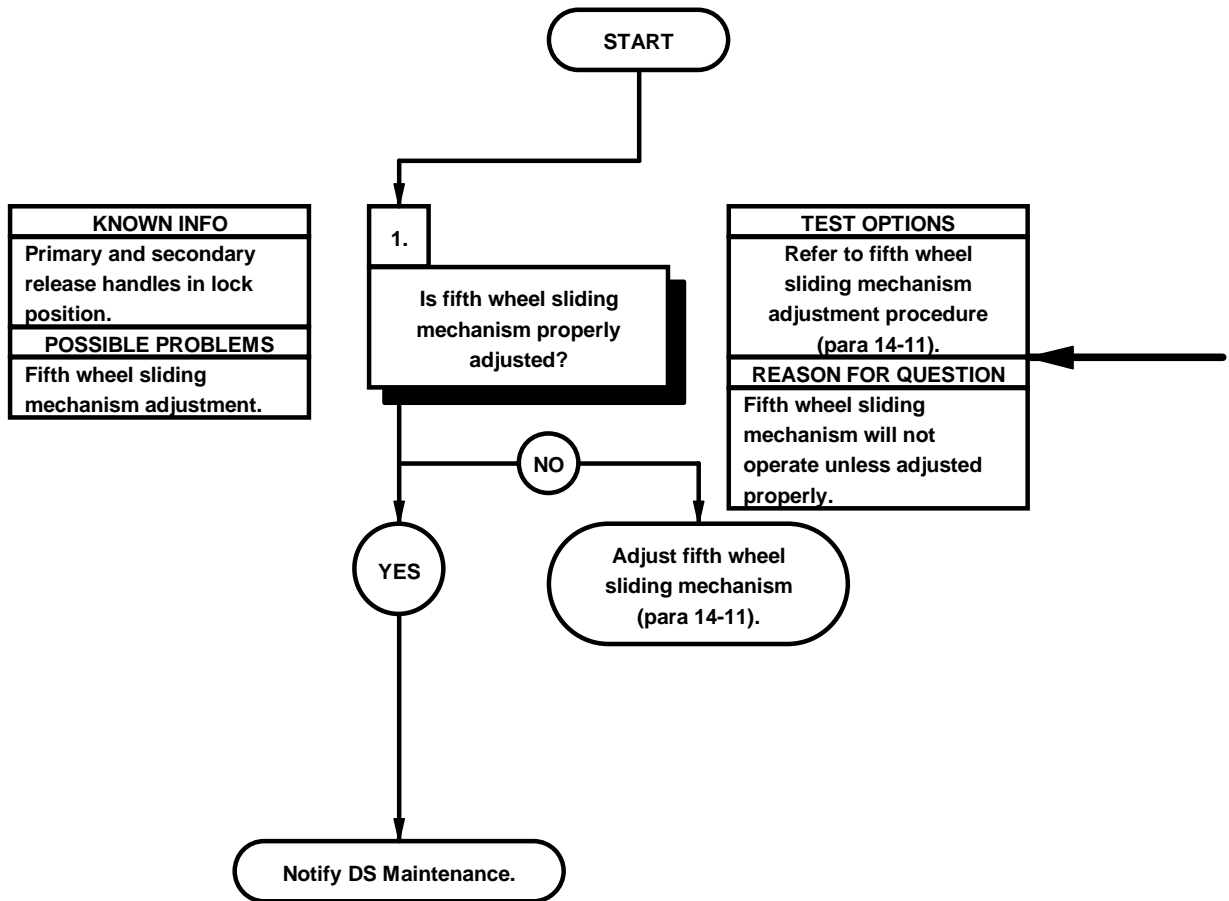 START
KNOWN INFO
Primary and secondary
release handles in lock
position.
POSSIBLE PROBLEMS
Fifth wheel sliding
mechanism adjustment.
1.
Is fifth wheel sliding
mechanism properly
adjusted?
TEST OPTIONS
Refer to fifth wheel
sliding mechanism
adjustment procedure
(para 14-11).
REASON FOR QUESTION
Fifth wheel sliding
mechanism will not
operate unless adjusted
properly.
NO
YES
Adjust fifth wheel
sliding mechanism
(para 14-11).
Notify DS Maintenance.